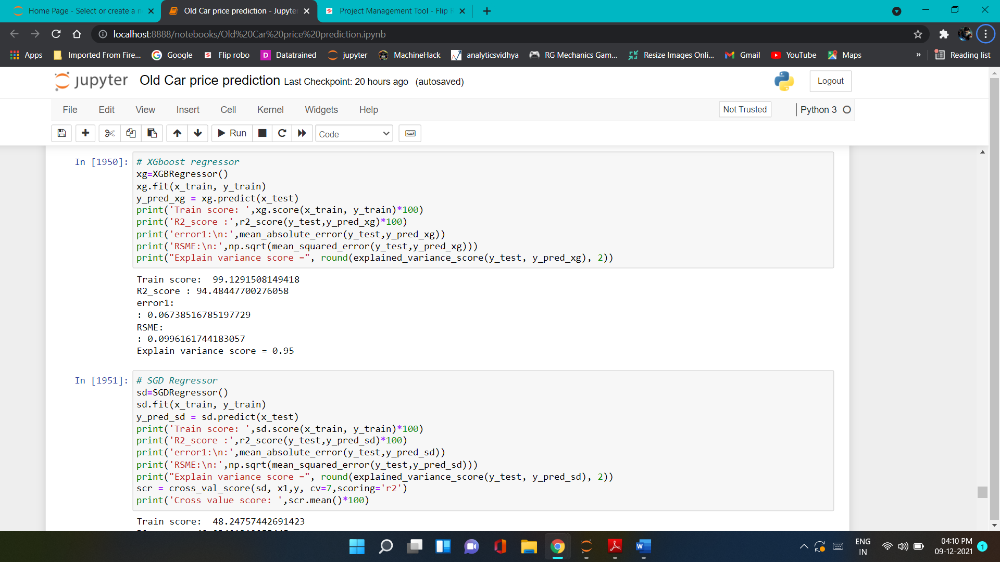 Home Page - Select or create a n
Old Car price prediction - Jupyte
Project Management Tool - Flip R
localhost:8888/notebooks/Old%20Car%20price%20prediction.ipynb
Apps
Imported From Fire...
Google
Flip robo
Datatrained
jupyter
MachineHack
analyticsvidhya
RG Mechanics Gam...
Resize Images Onli...
Gmail
YouTube
Maps
»
Reading list
jupyter Old Car price prediction Last Checkpoint: 20 hours ago (autosaved)
Logout
File Edit View Insert Cell Kernel Widgets Help
Not Trusted
Python 3
Run
Code
In [1950]:
# XGboost regressor
xg=XGBRegressor()
xg.fit(x_train, y_train)
y_pred_xg = xg.predict(x_test)
print('Train score: ',xg.score(x_train, y_train)*100)
print('R2_score :',r2_score(y_test,y_pred_xg)*100)
print('error1:\n:',mean_absolute_error(y_test,y_pred_xg))
print('RSME:\n:',np.sqrt(mean_squared_error(y_test,y_pred_xg)))
print("Explain variance score =", round(explained_variance_score(y_test, y_pred_xg), 2))
Train score:  99.1291508149418
R2_score : 94.48447700276058
error1:
: 0.06738516785197729
RSME:
: 0.0996161744183057
Explain variance score = 0.95
In [1951]:
# SGD Regressor
sd=SGDRegressor()
sd.fit(x_train, y_train)
y_pred_sd = sd.predict(x_test)
print('Train score: ',sd.score(x_train, y_train)*100)
print('R2_score :',r2_score(y_test,y_pred_sd)*100)
print('error1:\n:',mean_absolute_error(y_test,y_pred_sd))
print('RSME:\n:',np.sqrt(mean_squared_error(y_test,y_pred_sd)))
print("Explain variance score =", round(explained_variance_score(y_test, y_pred_sd), 2))
scr = cross_val_score(sd, x1,y, cv=7,scoring='r2')
print('Cross value score: ',scr.mean()*100)
Train score:  48.24757442691423
ENG
IN
04:10 PM
09-12-2021
1